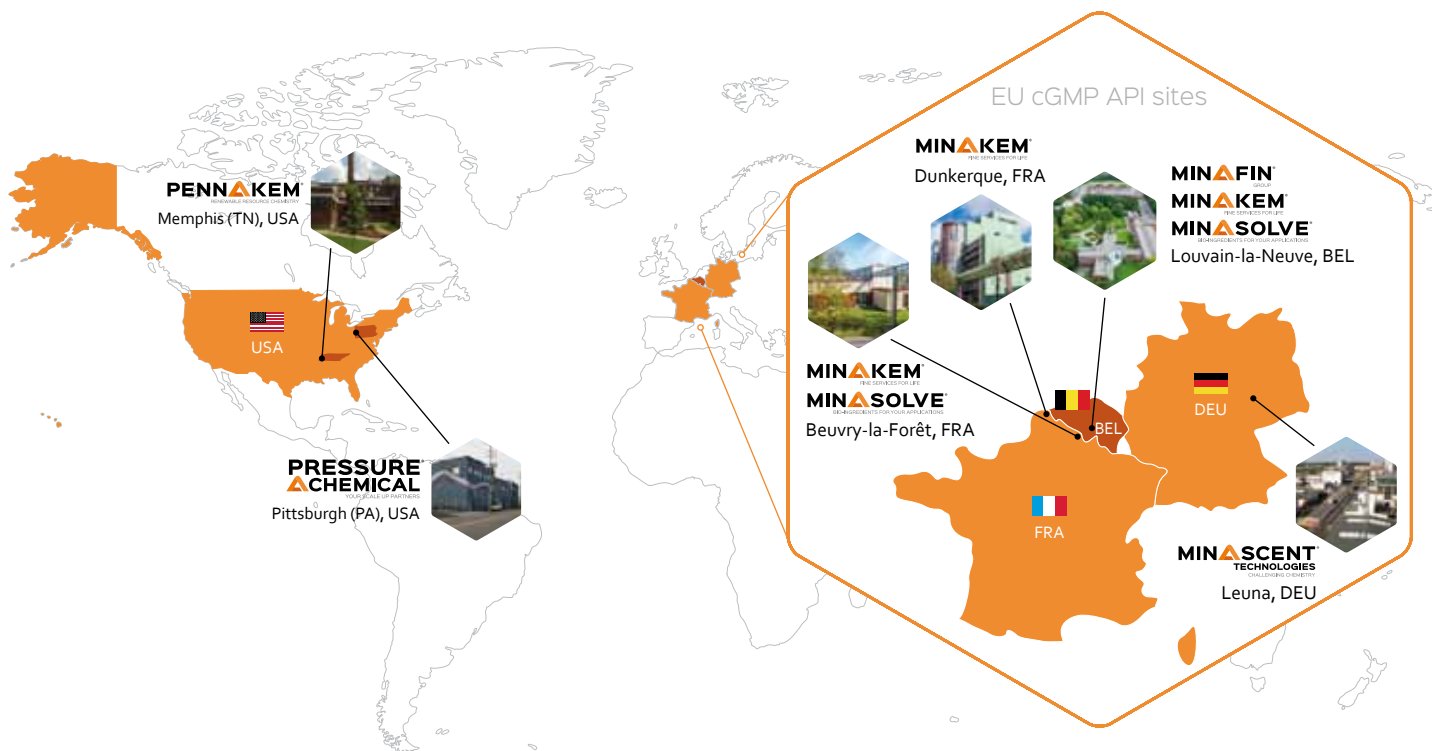 EU cGMP API sites
PENNAKEM®
RENEWABLE RESOURCE CHEMISTRY
Memphis (TN), USA
USA
PRESSURE
CHEMICAL®
YOUR SCALE UP PARTNERS
Pittsburgh (PA), USA
MINAKEM®
FINE SERVICES FOR LIFE
Dunkerque, FRA
MINAFIN®
GROUP
MINAKEM®
FINE SERVICES FOR LIFE
MINASOLVE®
BIO-INGREDIENTS FOR YOUR APPLICATIONS
Louvain-la-Neuve, BEL
MINAKEM®
FINE SERVICES FOR LIFE
MINASOLVE®
BIO-INGREDIENTS FOR YOUR APPLICATIONS
Beuvry-la-Forêt, FRA
BEL
DEU
FRA
MINASCENT®
TECHNOLOGIES
CHALLENGING CHEMISTRY
Leuna, DEU